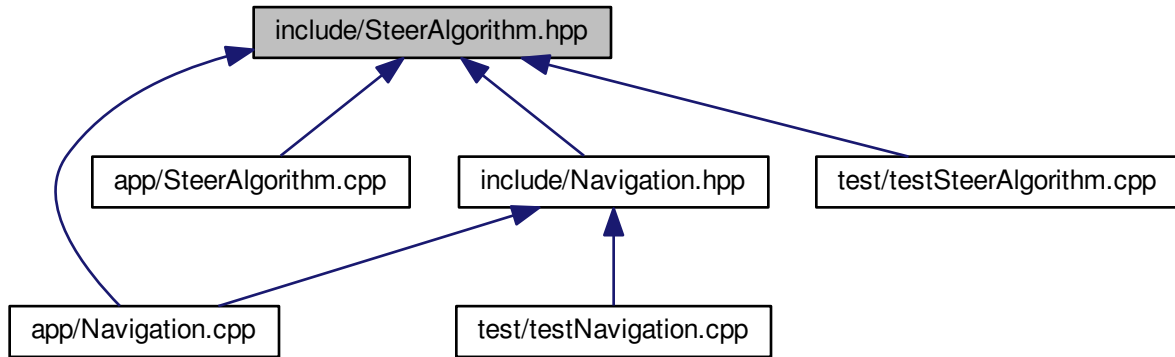 include/SteerAlgorithm.hpp
app/SteerAlgorithm.cpp
include/Navigation.hpp
test/testSteerAlgorithm.cpp
app/Navigation.cpp
test/testNavigation.cpp